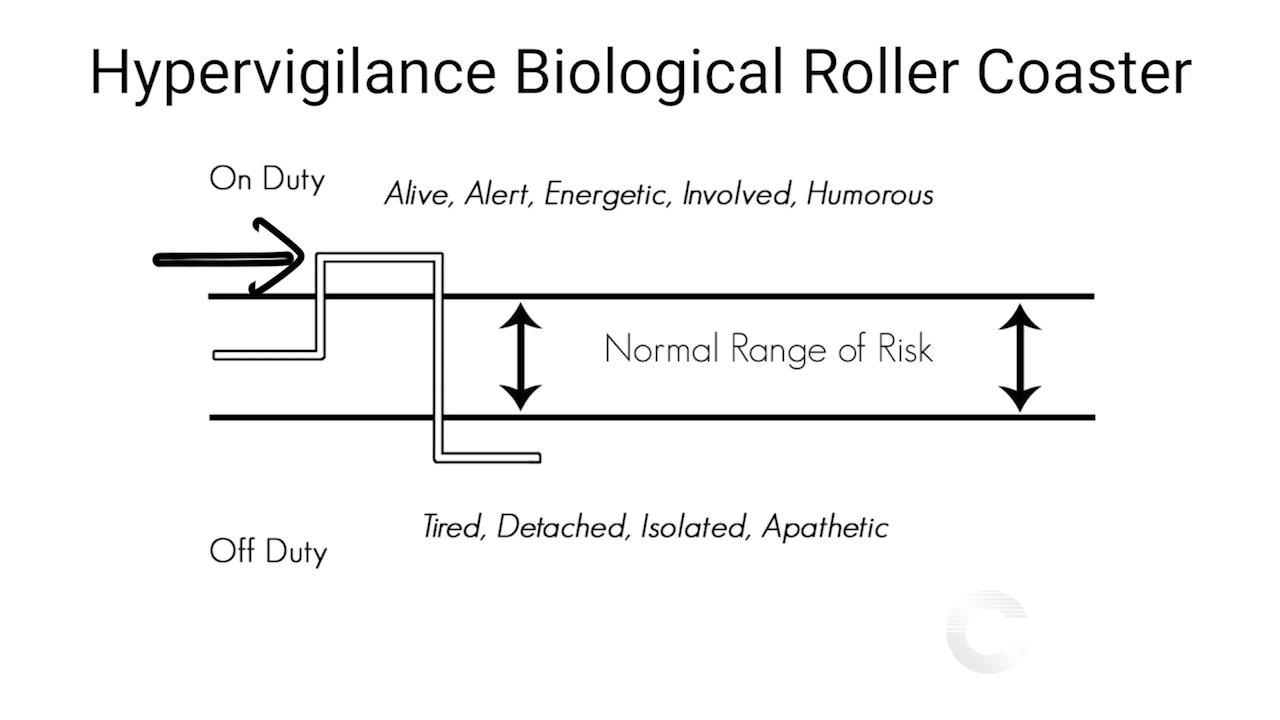 Hypervigilance Biological Roller Coaster
On Duty
Alive, Alert, Energetic, Involved, Humorous
Normal Range of Risk
Tired, Detached, Isolated, Apathetic
Off Duty